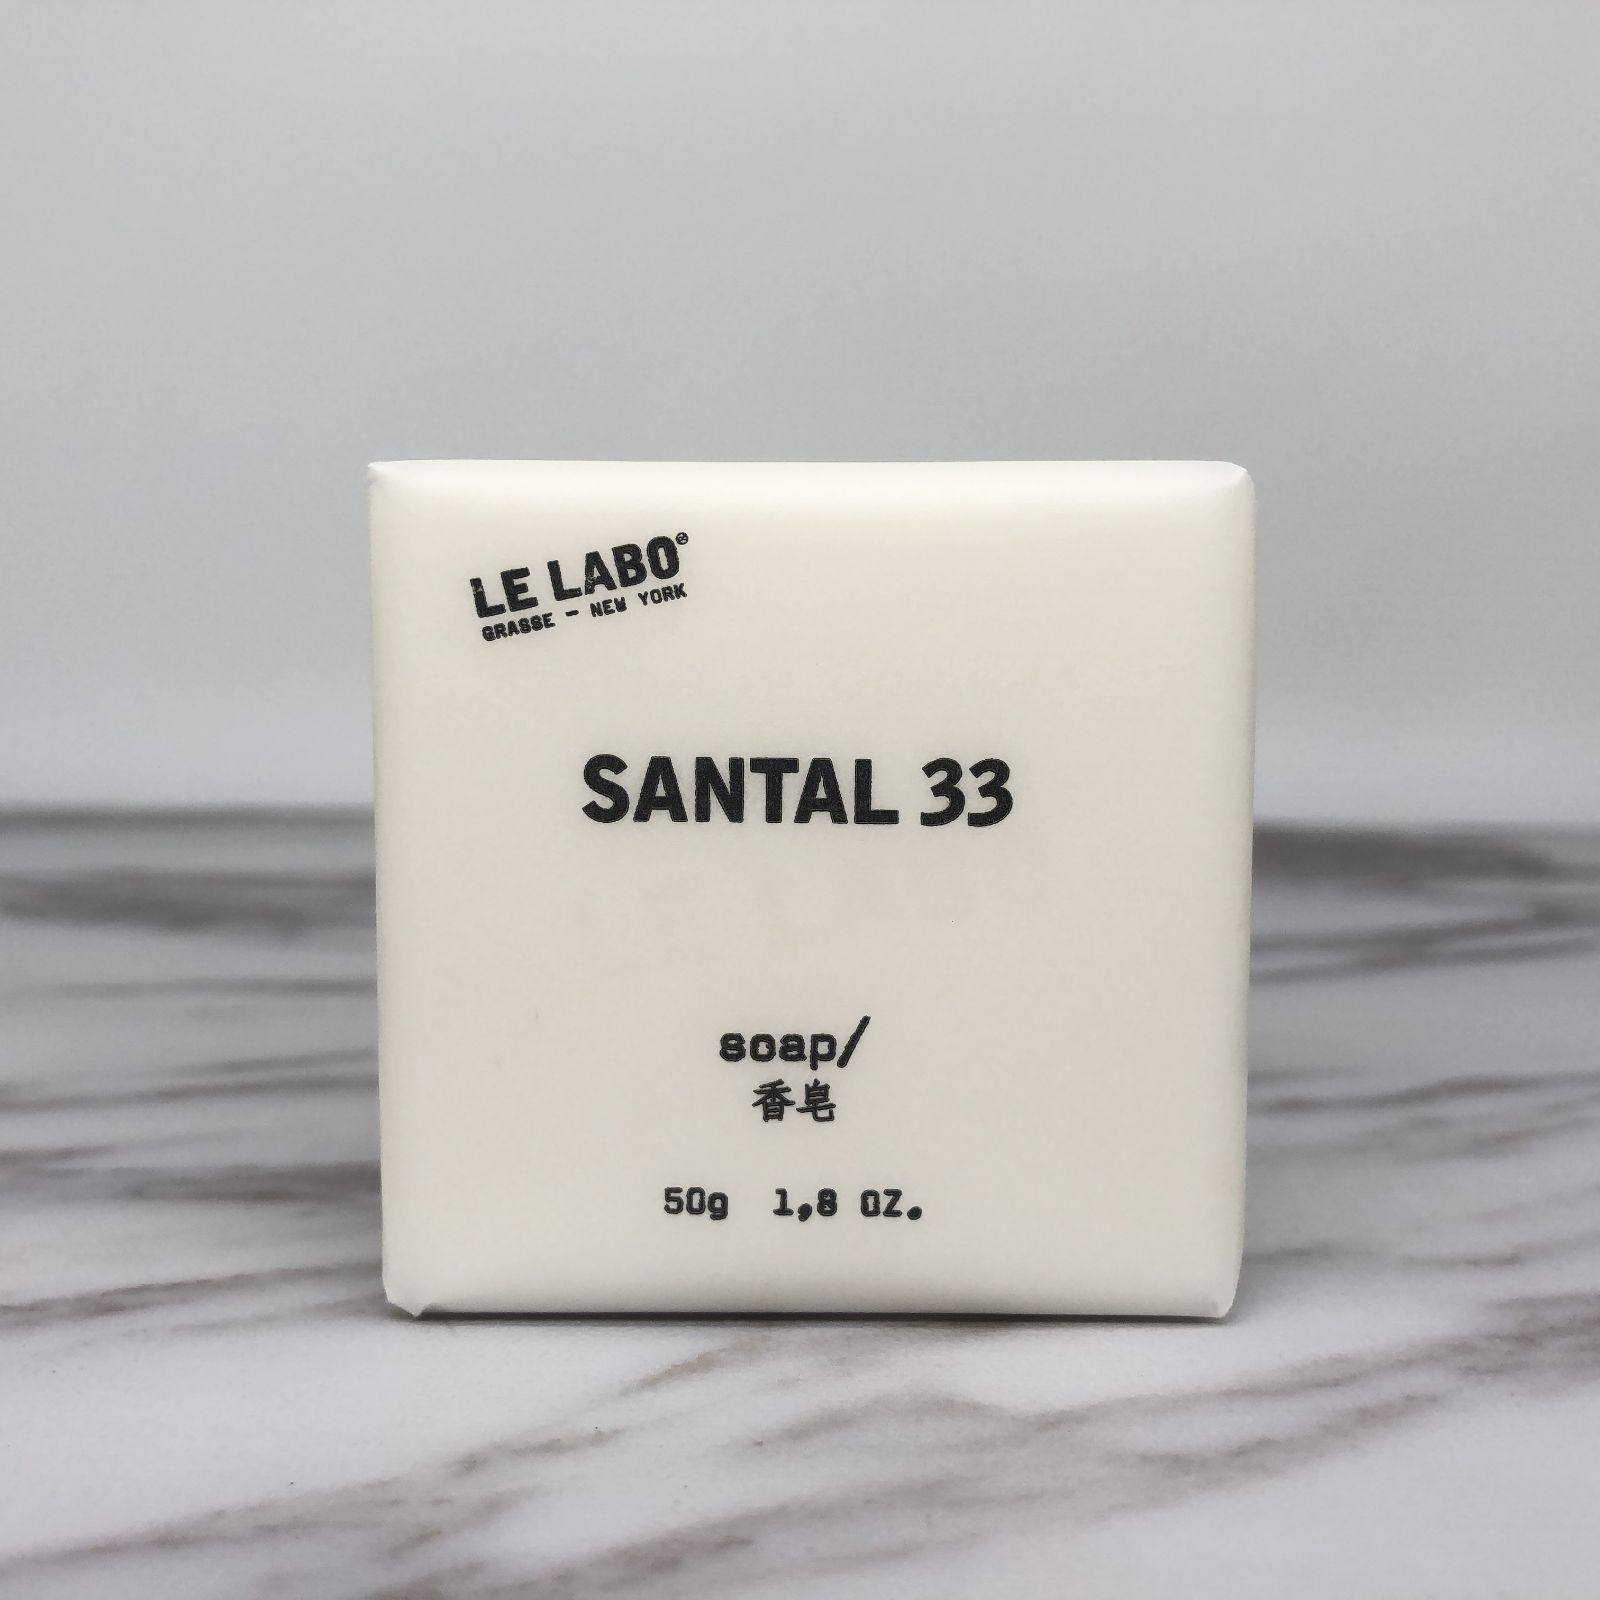 LE LABO®
GRASSE - NEW YORK
SANTAL 33
soap/
香皂
50g 1,8 OZ.